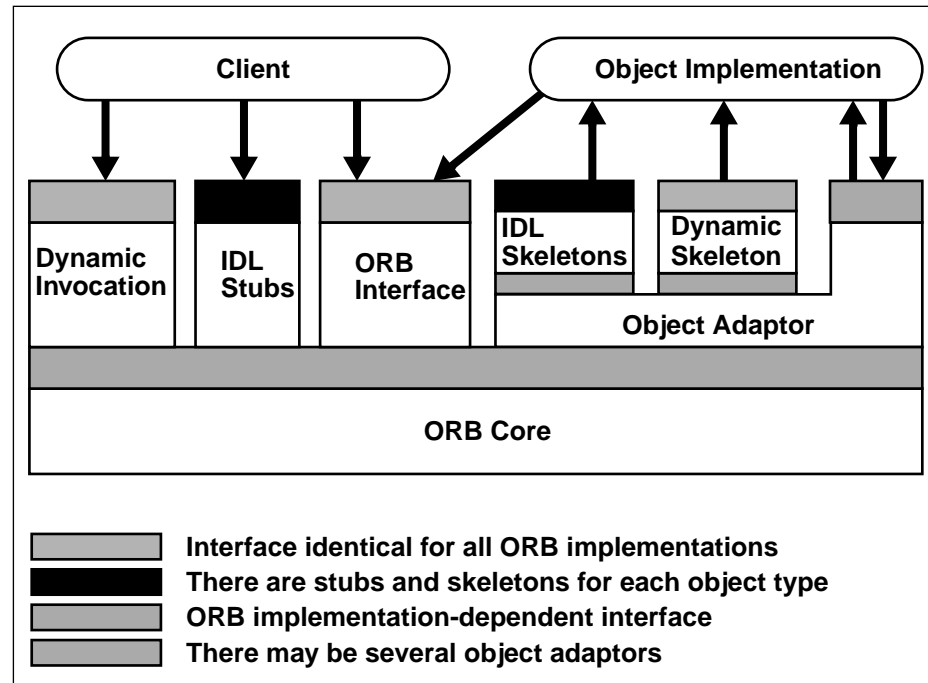 Client
Object Implementation
Dynamic
Invocation
IDL
Stubs
ORB
Interface
IDL
Skeletons
Dynamic
Skeleton
Object Adaptor
ORB Core
Interface identical for all ORB implementations
There are stubs and skeletons for each object type
ORB implementation-dependent interface
There may be several object adaptors